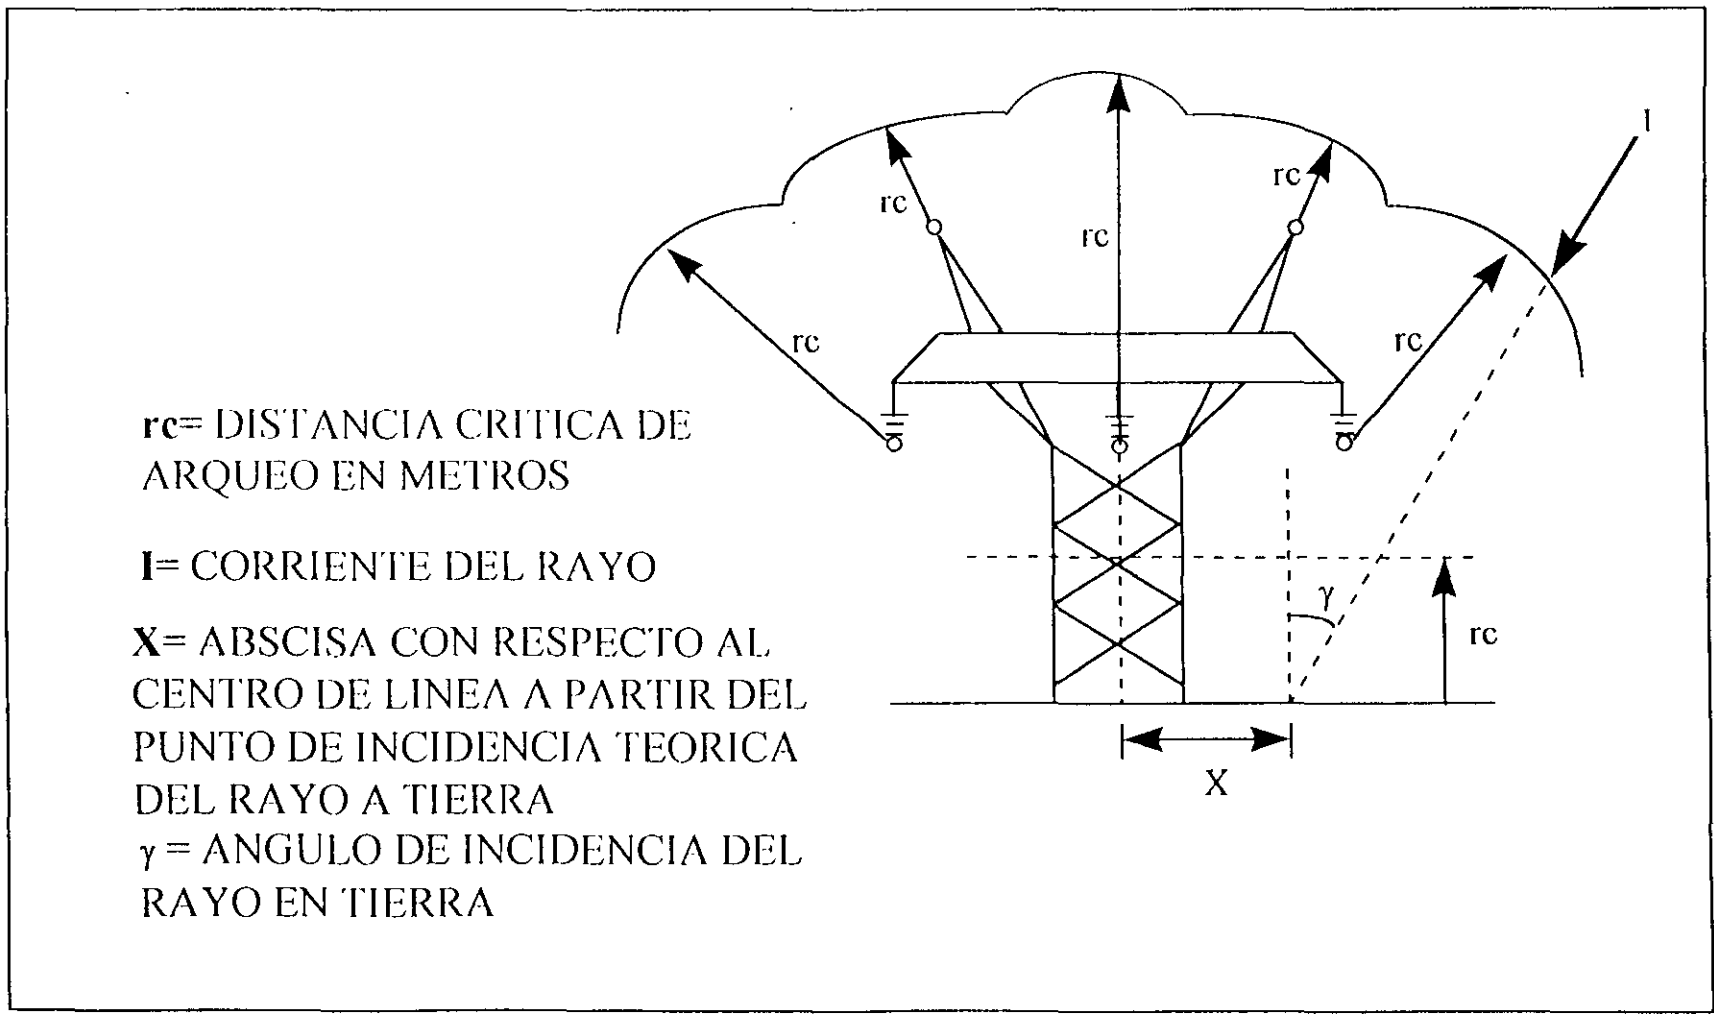 I
rc
rc
rc
rc
rc
rc= DISTANCIA CRITICA DE
ARQUEO EN METROS
I= CORRIENTE DEL RAYO
γ
rc
X= ABSCISA CON RESPECTO AL
CENTRO DE LINEA A PARTIR DEL
PUNTO DE INCIDENCIA TEORICA
DEL RAYO A TIERRA
X
γ = ANGULO DE INCIDENCIA DEL
RAYO EN TIERRA